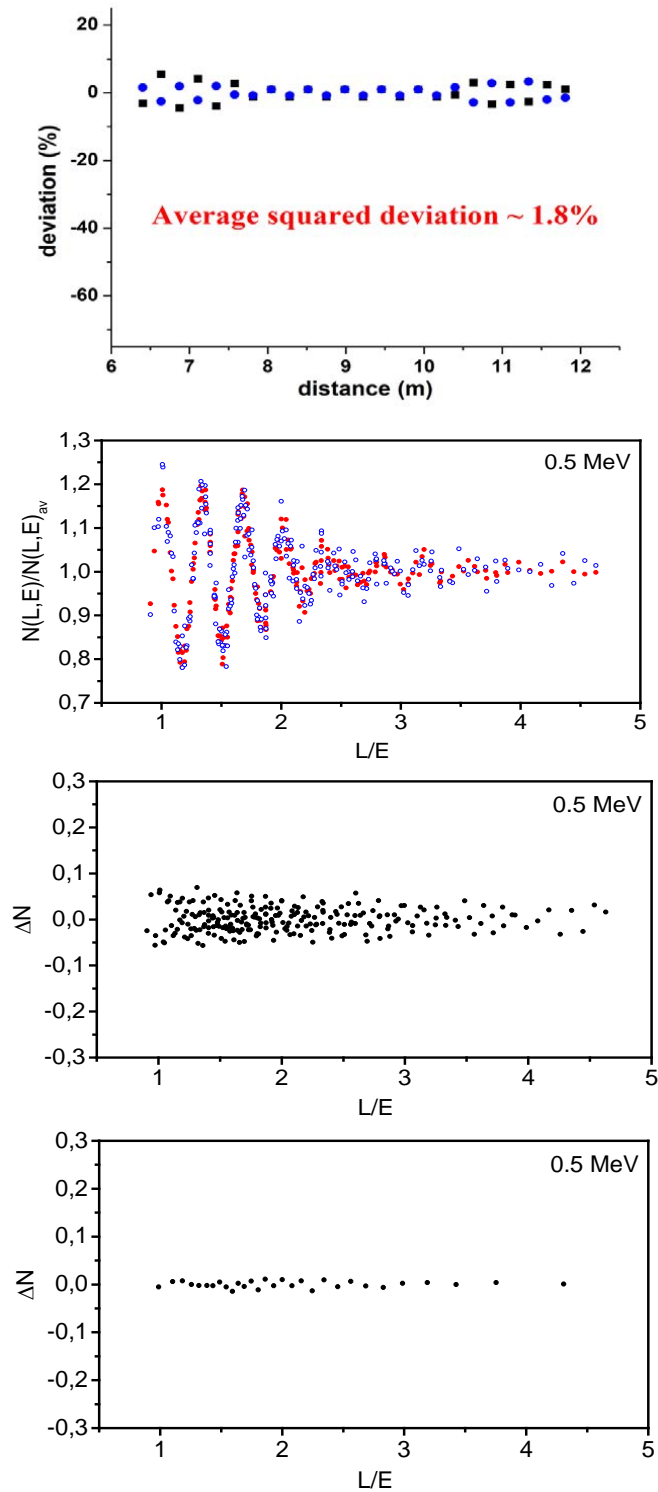 20
0
-20
-40
-60
deviation (%)
Average squared deviation ~ 1.8%
6 7 8 9 10 11 12
distance (m)
1,3
1,2
1,1
1,0
0,9
0,8
0,7
N(L,E)/N(L,E)av
0.5 MeV
1 2 3 4 5
L/E
0,3
0,2
0,1
0,0
-0,1
-0,2
-0,3
ΔN
0.5 MeV
1 2 3 4 5
L/E
0,3
0,2
0,1
0,0
-0,1
-0,2
-0,3
ΔN
0.5 MeV
1 2 3 4 5
L/E